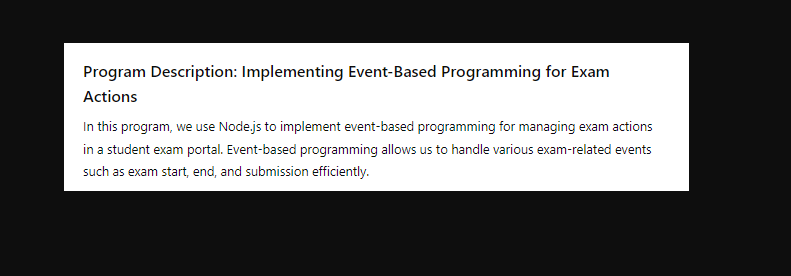 Program Description: Implementing Event-Based Programming for Exam
Actions
In this program, we use Node.js to implement event-based programming for managing exam actions
in a student exam portal. Event-based programming allows us to handle various exam-related events
such as exam start, end, and submission efficiently.